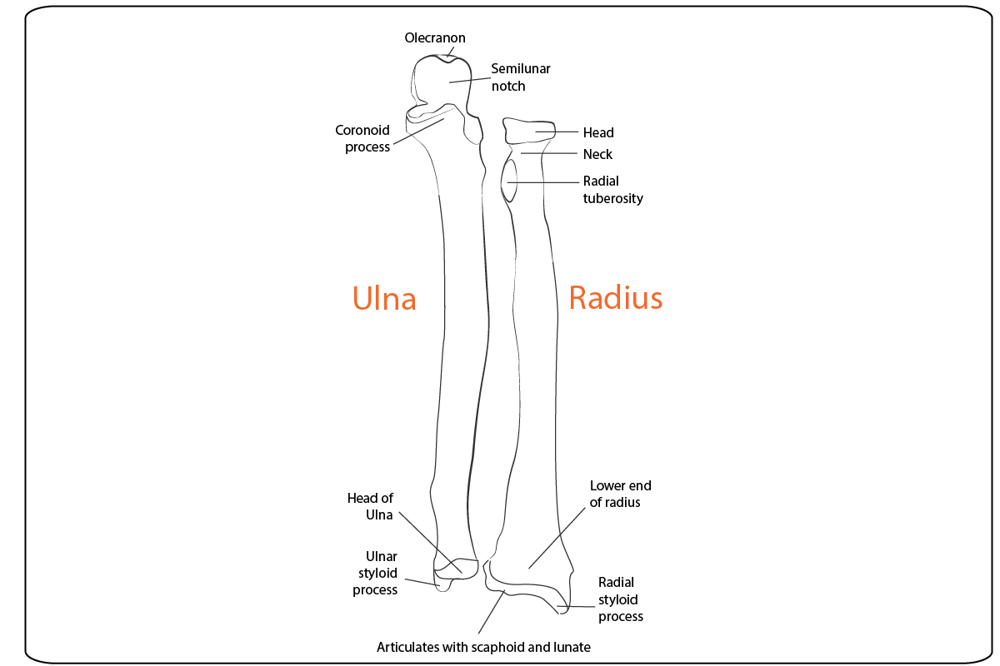 Olecranon
Semilunar
notch
Coronoid
process
Head
Neck
Radial
tuberosity
Ulna
Radius
Lower end
of radius
Head of
Ulna
Ulnar
styloid
process
Radial
styloid
process
Articulates with scaphoid and lunate